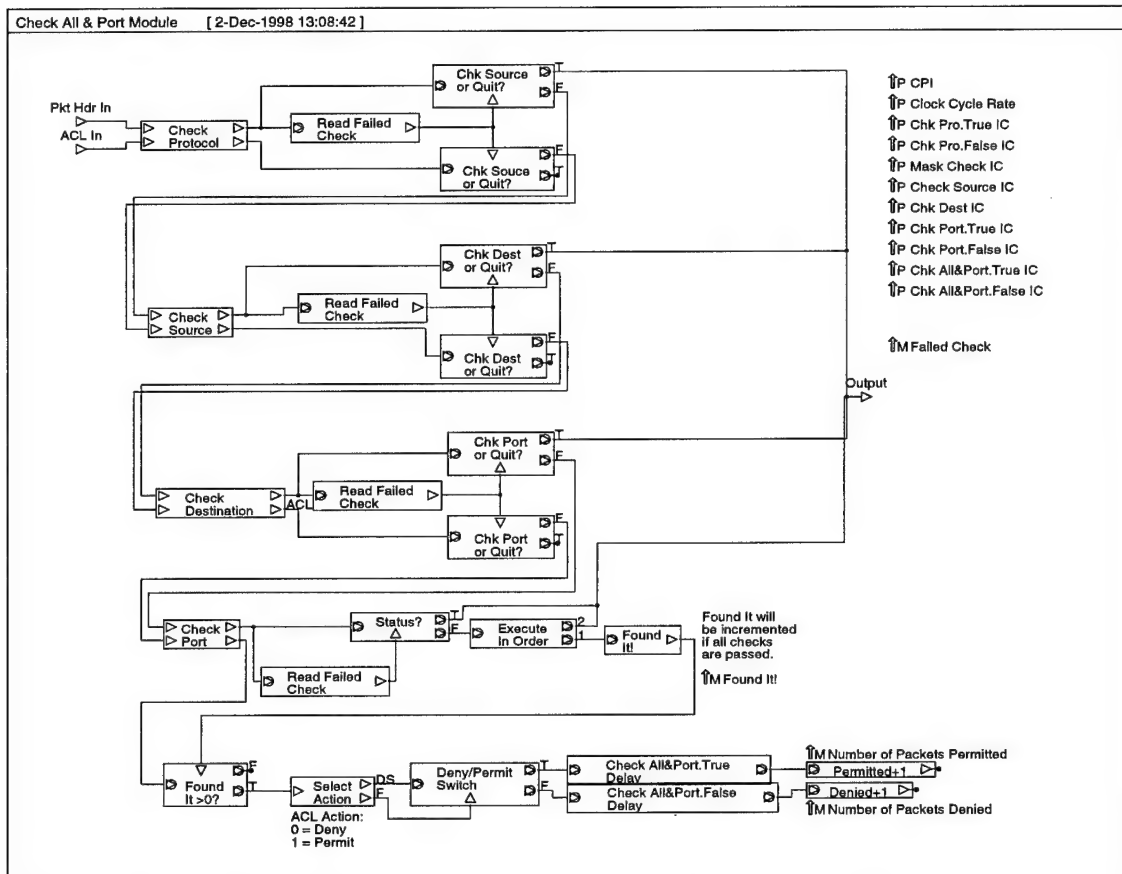 Check All & Port Module [ 2-Dec-1998 13:08:42 ]
Pkt Hdr In
ACL In
Check
Protocol
Read Failed
Check
Chk Source
or Quit?
T
F
Chk Souce
or Quit?
F
T
⇑P CPI
⇑P Clock Cycle Rate
⇑P Chk Pro.True IC
⇑P Chk Pro.False IC
⇑P Mask Check IC
⇑P Check Source IC
⇑P Chk Dest IC
⇑P Chk Port.True IC
⇑P Chk Port.False IC
⇑P Chk All&Port.True IC
⇑P Chk All&Port.False IC
⇑M Failed Check
Output
Check
Source
Read Failed
Check
Chk Dest
or Quit?
T
F
Chk Dest
or Quit?
F
T
Check
Destination
ACL
Read Failed
Check
Chk Port
or Quit?
T
F
Chk Port
or Quit?
F
T
Check
Port
Read Failed
Check
Status?
T
F
Execute
In Order
2
1
Found
It!
Found It will
be incremented
if all checks
are passed.
⇑M Found It!
Found
It >0?
F
T
Select
Action
DS
F
ACL Action:
0 = Deny
1 = Permit
Deny/Permit
Switch
T
F
Check All&Port.True
Delay
Check All&Port.False
Delay
⇑M Number of Packets Permitted
Permitted+1
Denied+1
⇑M Number of Packets Denied